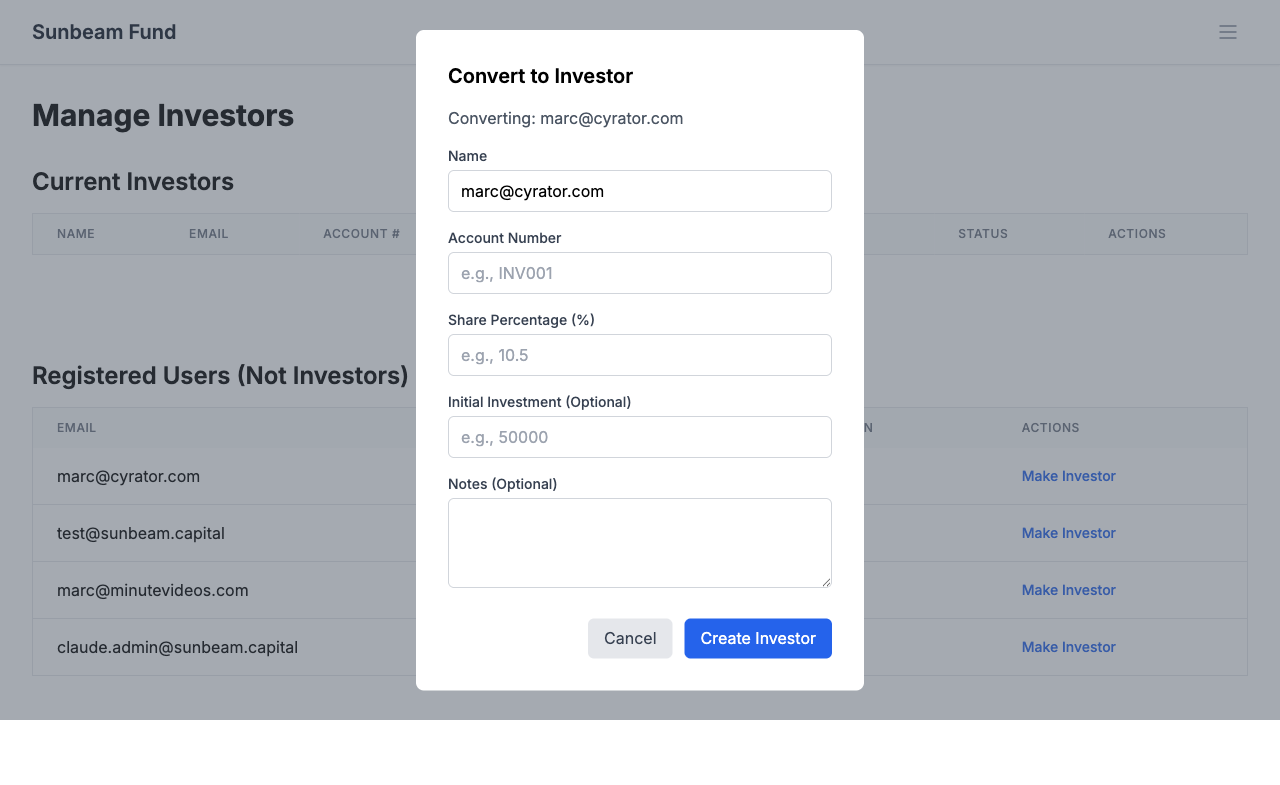 Sunbeam Fund
Manage Investors
Current Investors
NAME EMAIL ACCOUNT # STATUS ACTIONS
Registered Users (Not Investors)
EMAIL ACTIONS
marc@cyrator.com Make Investor
test@sunbeam.capital Make Investor
marc@minutevideos.com Make Investor
claude.admin@sunbeam.capital Make Investor
Convert to Investor
Converting: marc@cyrator.com
Name
marc@cyrator.com
Account Number
e.g., INV001
Share Percentage (%)
e.g., 10.5
Initial Investment (Optional)
e.g., 50000
Notes (Optional)
Cancel Create Investor